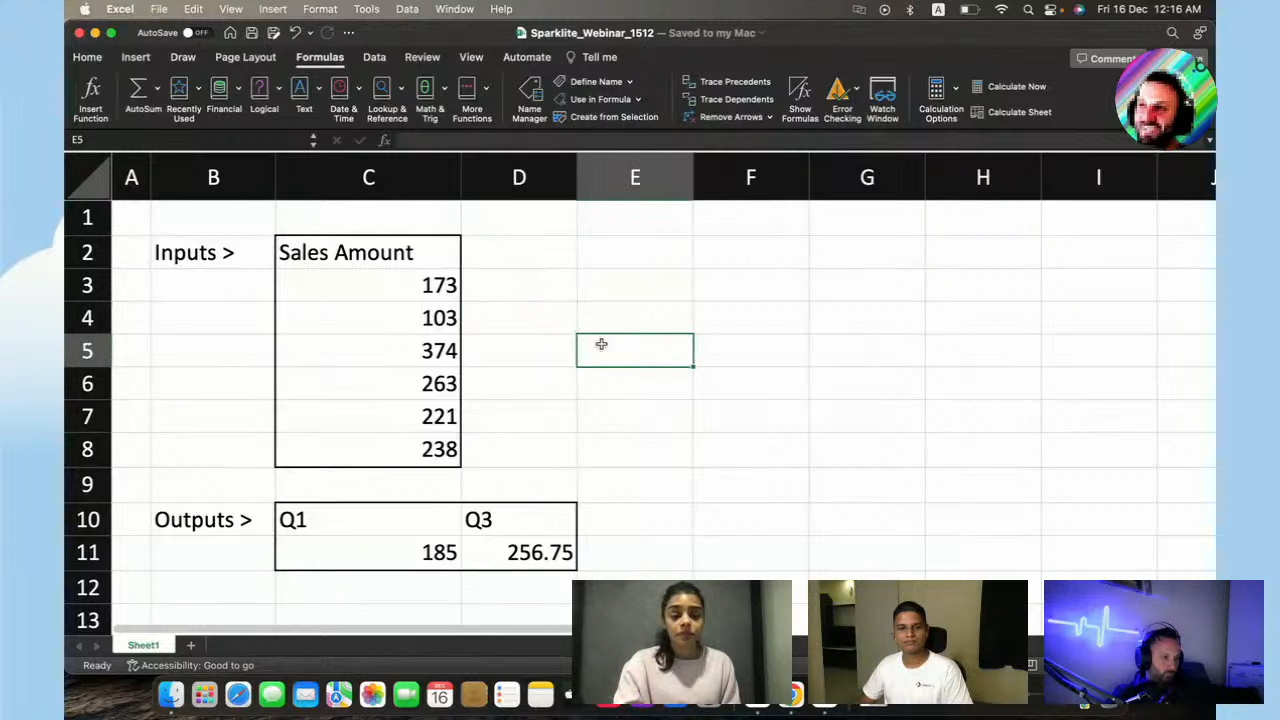 Excel File Edit View Insert Format Tools Data Window Help A Fri 16 Dec 12:16 AM
AutoSave OFF Sparklite_Webinar_1512 — Saved to my Mac
Home Insert Draw Page Layout Formulas Data Review View Automate Tell me Comment
Insert Function AutoSum Recently Used Financial Logical Text Date & Time Lookup & Reference Math & Trig More Functions Name Manager Define Name Use in Formula Create from Selection Trace Precedents Trace Dependents Remove Arrows Show Formulas Error Checking Watch Window Calculation Options Calculate Now Calculate Sheet
E5 fx
A B C D E F G H I J
1
2 Inputs > Sales Amount
3 173
4 103
5 374
6 263
7 221
8 238
9
10 Outputs > Q1 Q3
11 185 256.75
12
13
Sheet1 +
Ready Accessibility: Good to go
DEC 16